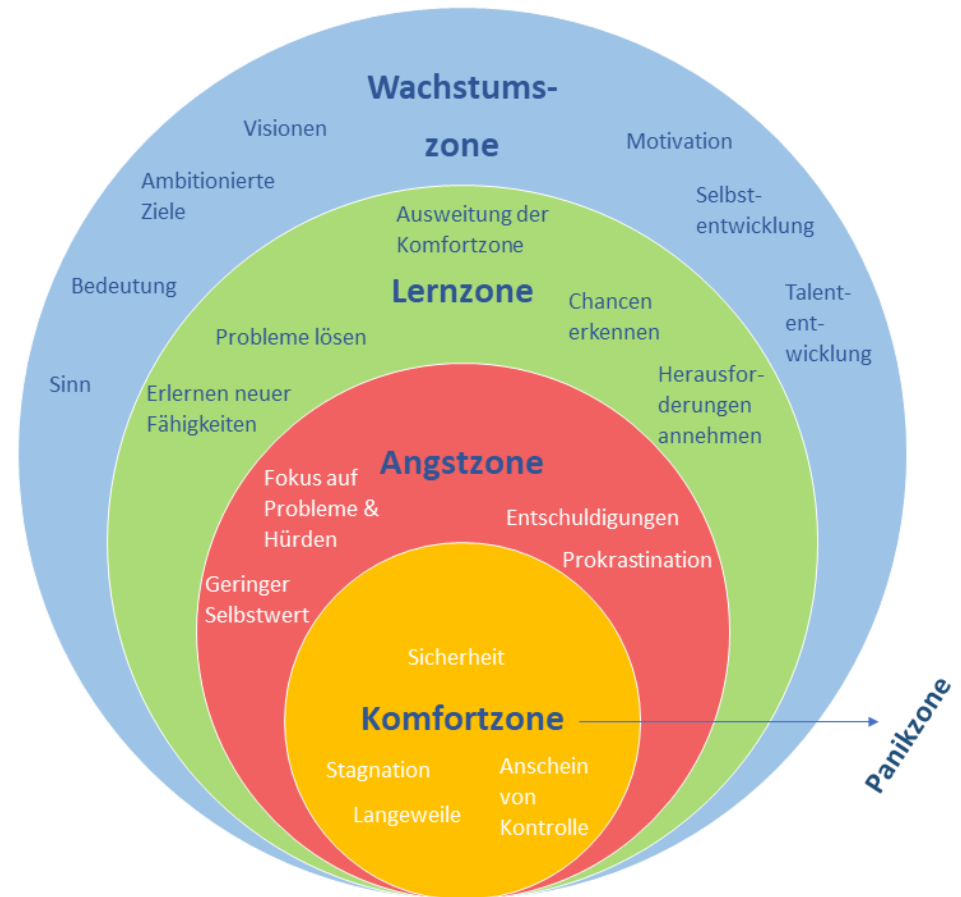 Wachstums-
zone
Visionen
Motivation
Ambitionierte
Ziele
Selbst-
entwicklung
Bedeutung
Talent-
ent-
wicklung
Sinn
Ausweitung der
Komfortzone
Lernzone
Chancen
erkennen
Probleme lösen
Herausfor-
derungen
annehmen
Erlernen neuer
Fähigkeiten
Angstzone
Fokus auf
Probleme &
Hürden
Entschuldigungen
Prokrastination
Geringer
Selbstwert
Sicherheit
Komfortzone
Stagnation
Anschein
von
Kontrolle
Langeweile
Panikzone